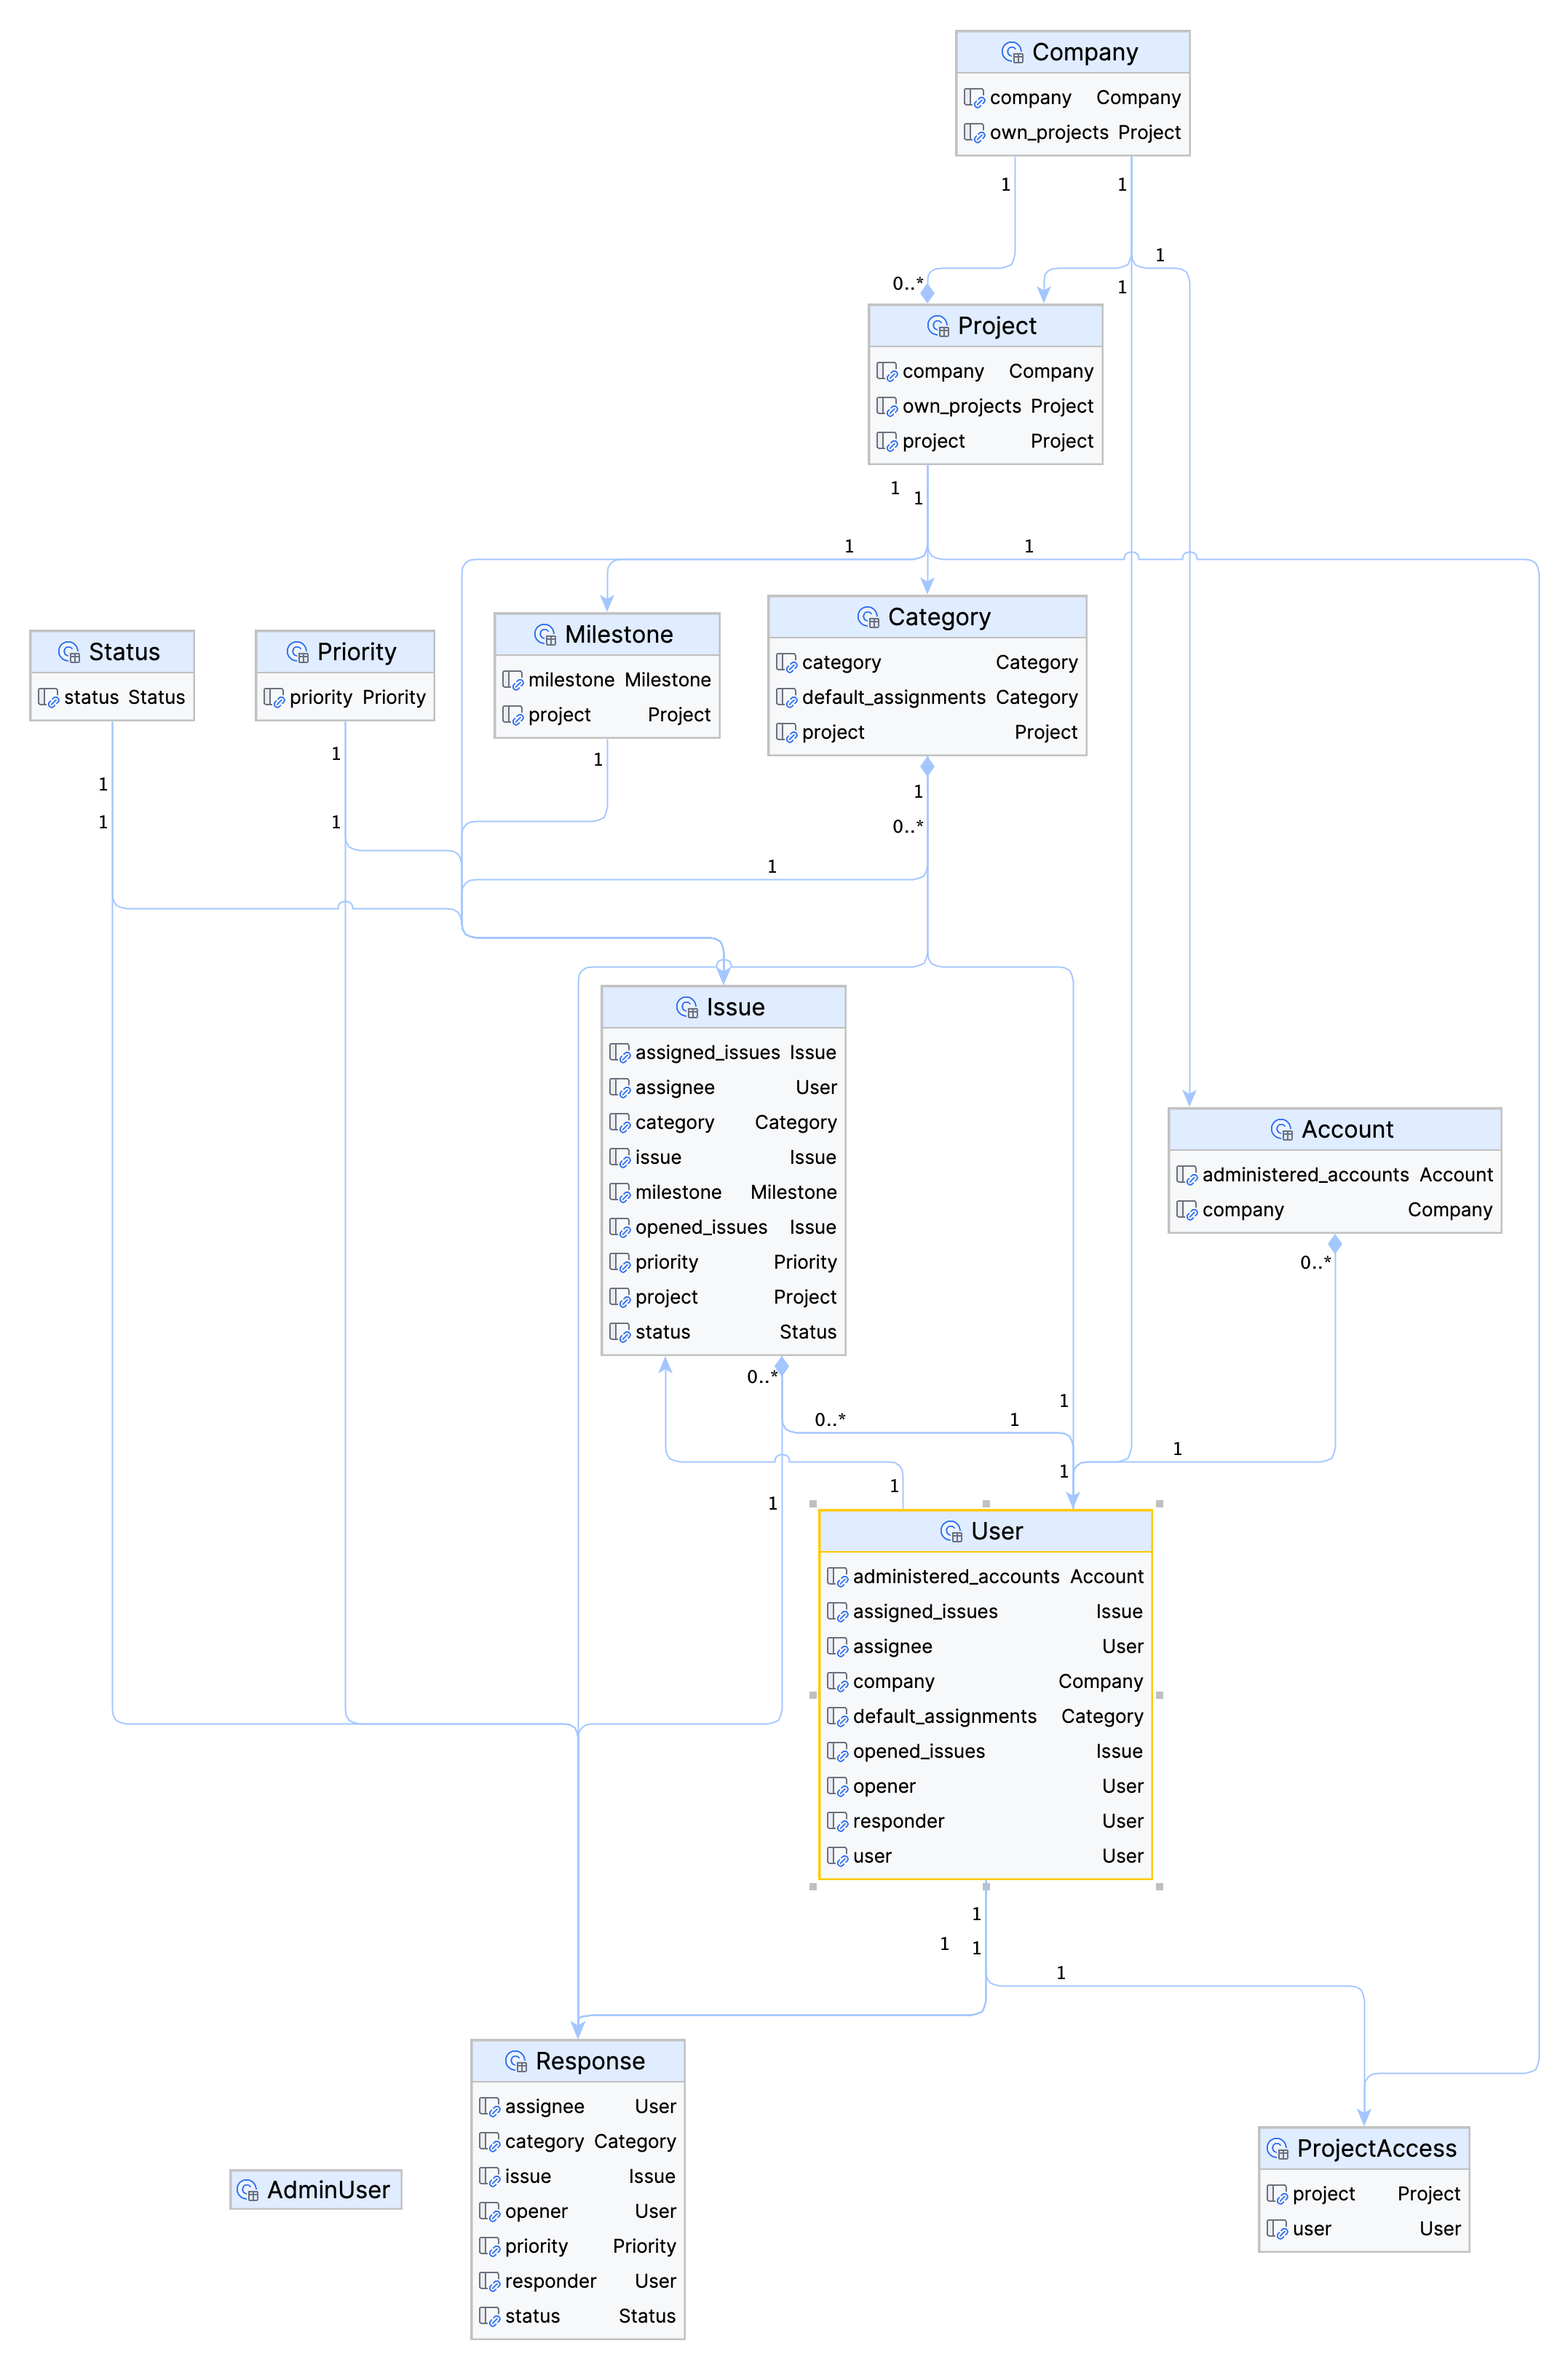 Company
company Company
own_projects Project
1
1
1
0..*
1
Project
company Company
own_projects Project
project Project
1
1
1
1
Category
category Category
default_assignments Category
project Project
Milestone
milestone Milestone
project Project
Status
status Status
Priority
priority Priority
1
1
1
1
1
1
0..*
1
Issue
assigned_issues Issue
assignee User
category Category
issue Issue
milestone Milestone
opened_issues Issue
priority Priority
project Project
status Status
Account
administered_accounts Account
company Company
0..*
0..*
1
0..*
1
1
1
1
1
User
administered_accounts Account
assigned_issues Issue
assignee User
company Company
default_assignments Category
opened_issues Issue
opener User
responder User
user User
1
1
1
1
Response
assignee User
category Category
issue Issue
opener User
priority Priority
responder User
status Status
ProjectAccess
project Project
user User
AdminUser